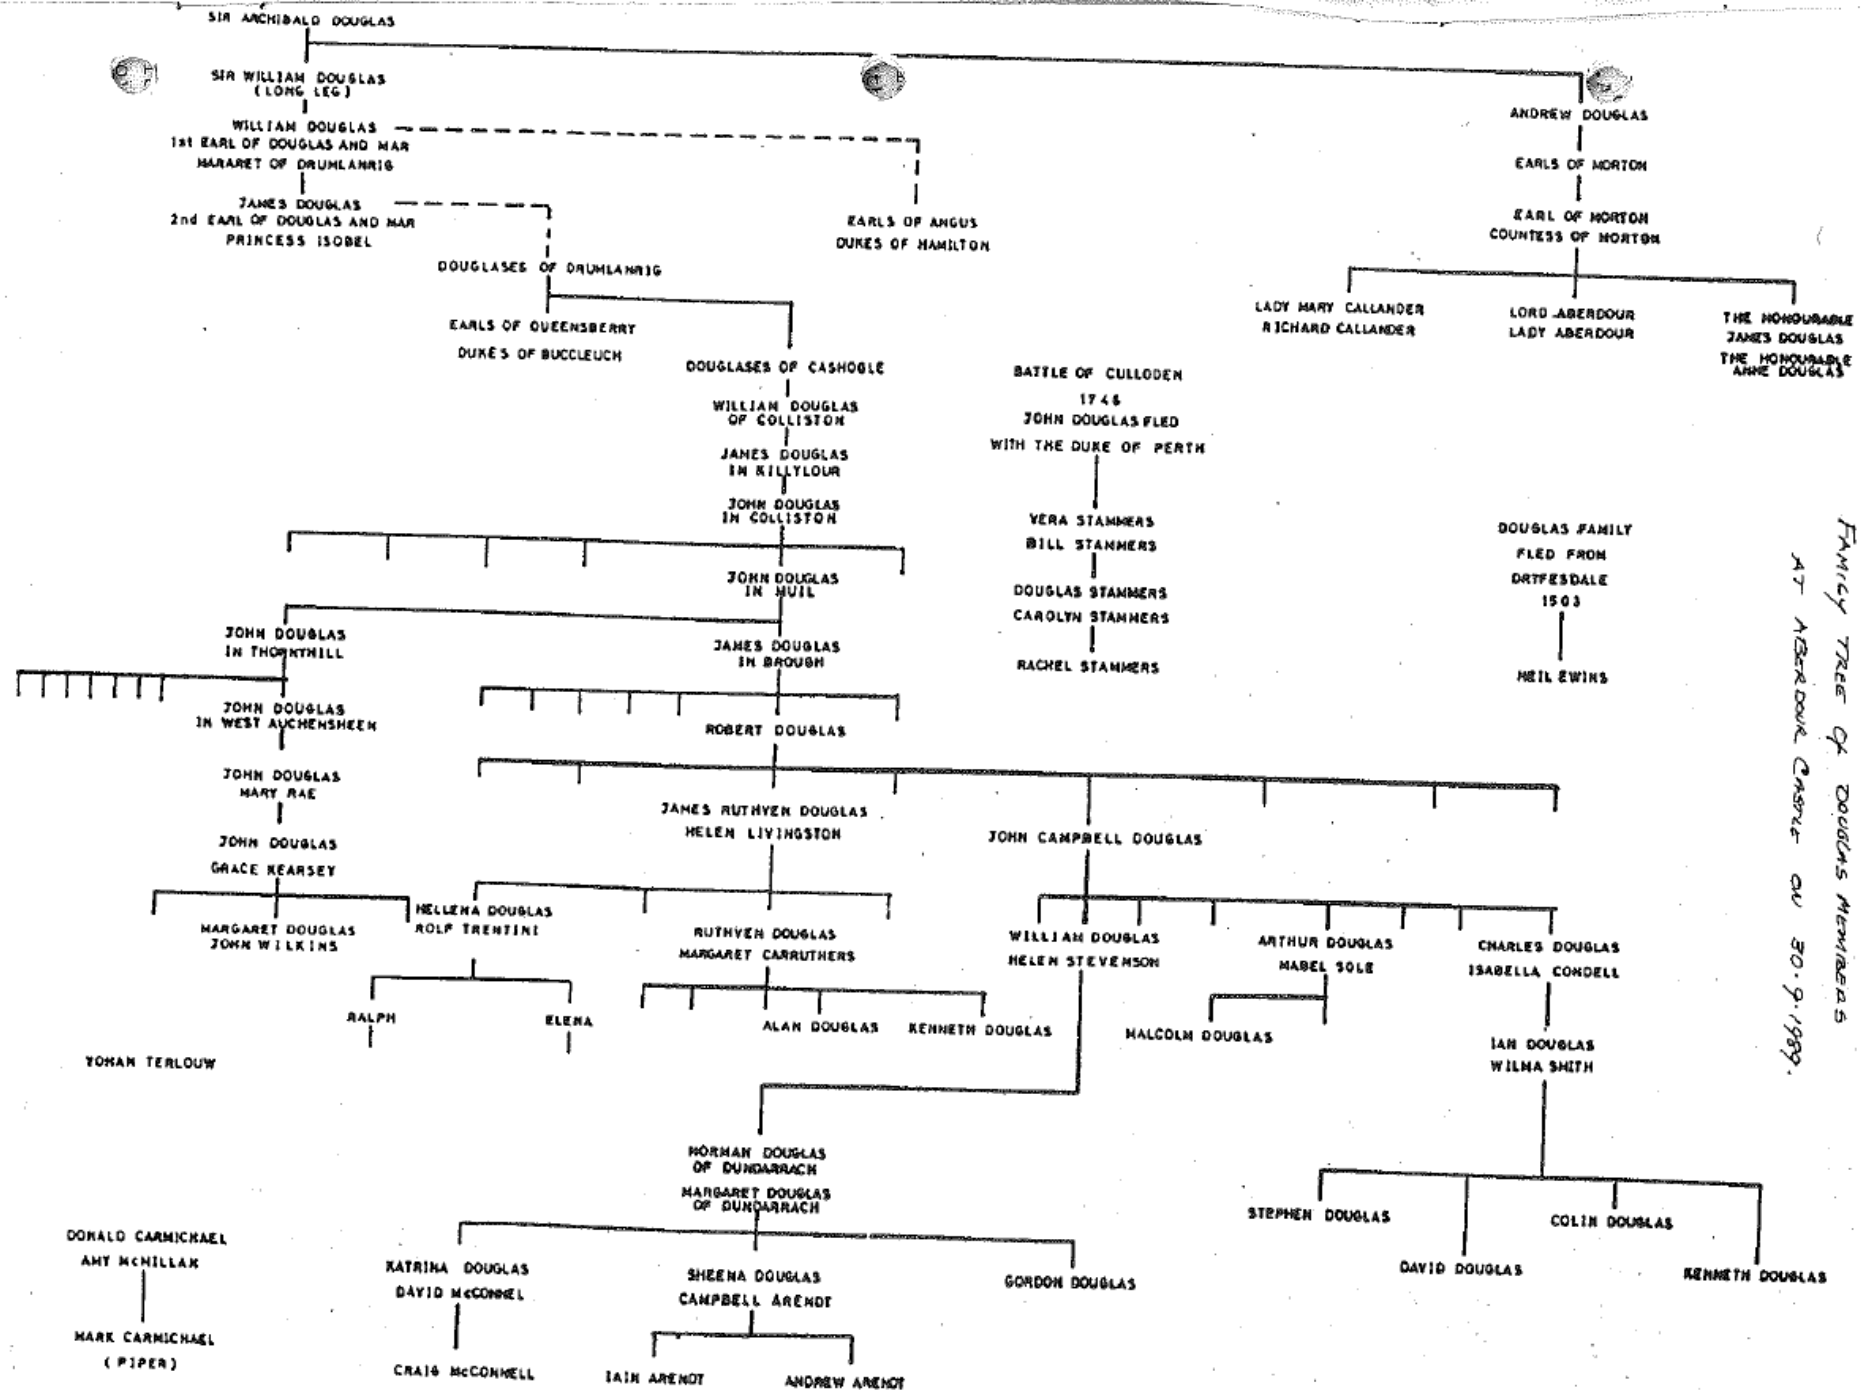 SIR ARCHIBALD DOUGLAS
SIR WILLIAM DOUGLAS
(LONG LEG)
WILLIAM DOUGLAS
1st EARL OF DOUGLAS AND MAR
MARARET OF DRUMLANRIG
JAMES DOUGLAS
2nd EARL OF DOUGLAS AND MAR
PRINCESS ISOBEL
EARLS OF ANGUS
DUKES OF HAMILTON
ANDREW DOUGLAS
EARLS OF MORTON
EARL OF MORTON
COUNTESS OF MORTON
LADY MARY CALLANDER
RICHARD CALLANDER
LORD ABERDOUR
LADY ABERDOUR
THE HONOURABLE
JAMES DOUGLAS
THE HONOURABLE
ANNE DOUGLAS
DOUGLASES OF DRUMLANRIG
EARLS OF QUEENSBERRY
DUKES OF BUCCLEUCH
DOUGLASES OF CASHOGLE
WILLIAM DOUGLAS
OF COLLISTON
JAMES DOUGLAS
IN KILLYLOUR
JOHN DOUGLAS
IN COLLISTON
JOHN DOUGLAS
IN MUIL
BATTLE OF CULLODEN
1746
JOHN DOUGLAS FLED
WITH THE DUKE OF PERTH
VERA STAMMERS
BILL STAMMERS
DOUGLAS STAMMERS
CAROLYN STAMMERS
RACHEL STAMMERS
DOUGLAS FAMILY
FLED FROM
DRYFESDALE
1503
NEIL EWINS
FAMILY TREE OF DOUGLAS MEMBERS
AT ABERDOUR CASTLE ON 30.9.1989.
JOHN DOUGLAS
IN THORNTHILL
JAMES DOUGLAS
IN BROUGH
JOHN DOUGLAS
IN WEST AUCHENSHEEN
ROBERT DOUGLAS
JOHN DOUGLAS
MARY RAE
JAMES RUTHVEN DOUGLAS
HELEN LIVINGSTON
JOHN CAMPBELL DOUGLAS
JOHN DOUGLAS
GRACE KEARSEY
MARGARET DOUGLAS
JOHN WILKINS
HELLENA DOUGLAS
ROLF TRENTINI
RUTHVEN DOUGLAS
MARGARET CARRUTHERS
WILLIAM DOUGLAS
HELEN STEVENSON
ARTHUR DOUGLAS
MABEL SOLE
CHARLES DOUGLAS
ISABELLA CONDELL
RALPH
ELENA
ALAN DOUGLAS
KENNETH DOUGLAS
MALCOLM DOUGLAS
IAN DOUGLAS
WILMA SMITH
YOHAN TERLOUW
NORMAN DOUGLAS
OF DUNDARRACH
MARGARET DOUGLAS
OF DUNDARRACH
STEPHEN DOUGLAS
COLIN DOUGLAS
DAVID DOUGLAS
KENNETH DOUGLAS
DONALD CARMICHAEL
AMY McMILLAN
MARK CARMICHAEL
(PIPER)
KATRINA DOUGLAS
DAVID McCONNEL
CRAIG McCONNELL
SHEENA DOUGLAS
CAMPBELL ARENDT
GORDON DOUGLAS
IAIN ARENDT
ANDREW ARENDT